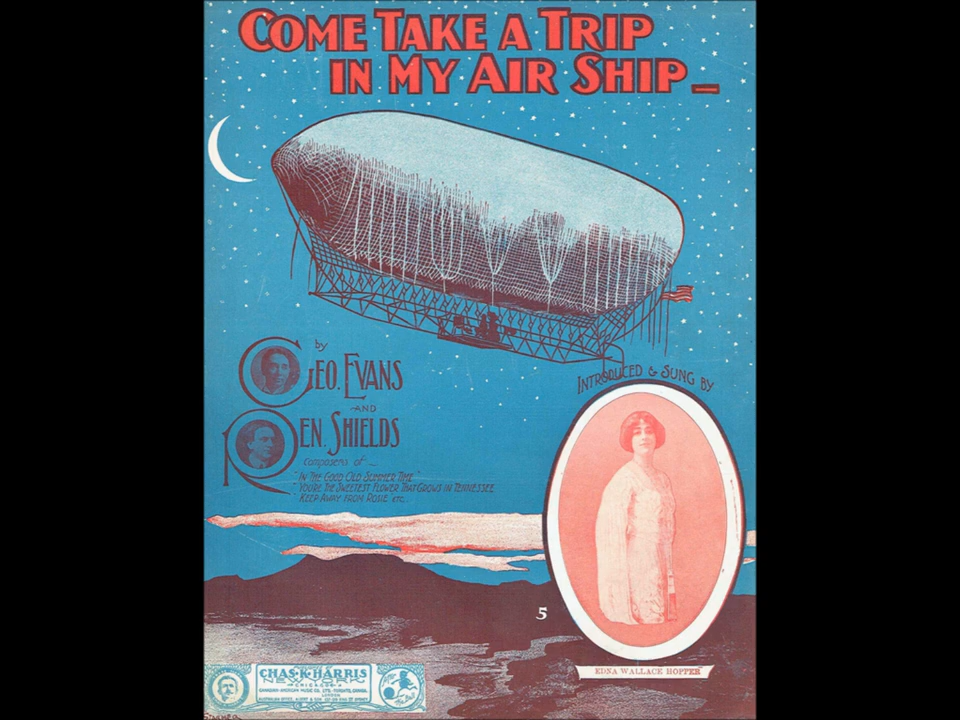 COME TAKE A TRIP
IN MY AIR SHIP
by
GEO. EVANS
AND
REN. SHIELDS
composers of
"IN THE GOOD OLD SUMMER TIME"
"YOU'RE THE SWEETEST FLOWER THAT GROWS IN TENNESSEE
KEEP AWAY FROM ROSIE" ETC.
INTRODUCED & SUNG BY
5
EDNA WALLACE HOPPER
CHAS. K. HARRIS
NEW YORK
CHICAGO
LONDON